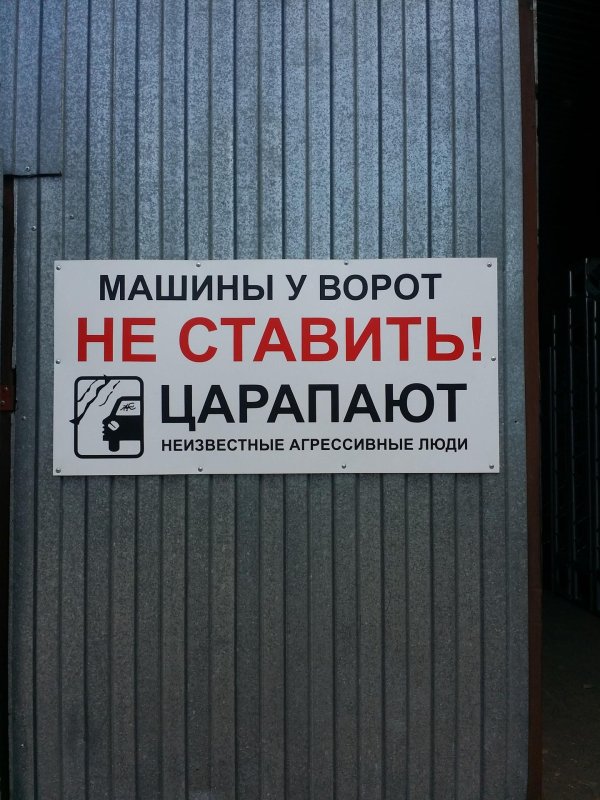 МАШИНЫ У ВОРОТ
НЕ СТАВИТЬ!
ЦАРАПАЮТ
НЕИЗВЕСТНЫЕ АГРЕССИВНЫЕ ЛЮДИ